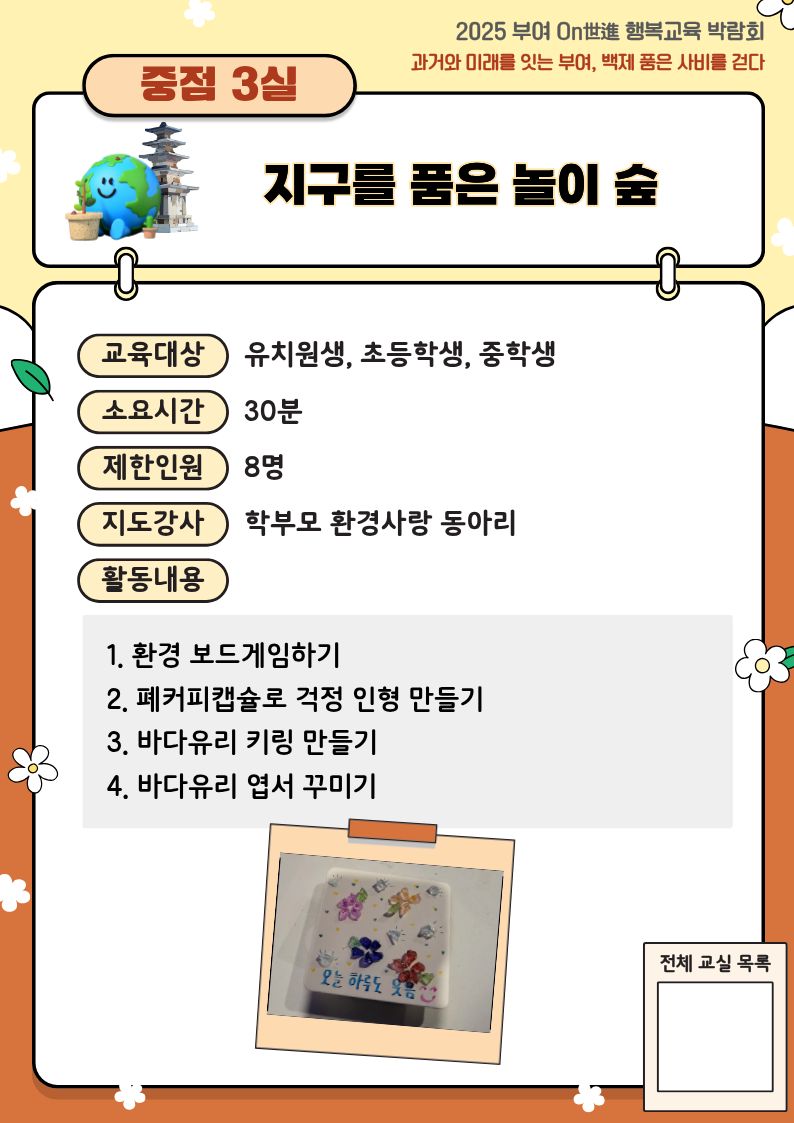 2025 부여 On世進 행복교육 박람회
과거와 미래를 잇는 부여, 백제 품은 사비를 걷다
중점 3실
지구를 품은 놀이 숲
교육대상 유치원생, 초등학생, 중학생
소요시간 30분
제한인원 8명
지도강사 학부모 환경사랑 동아리
활동내용
1. 환경 보드게임하기
2. 폐커피캡슐로 걱정 인형 만들기
3. 바다유리 키링 만들기
4. 바다유리 엽서 꾸미기
오늘 하루도 웃음
전체 교실 목록